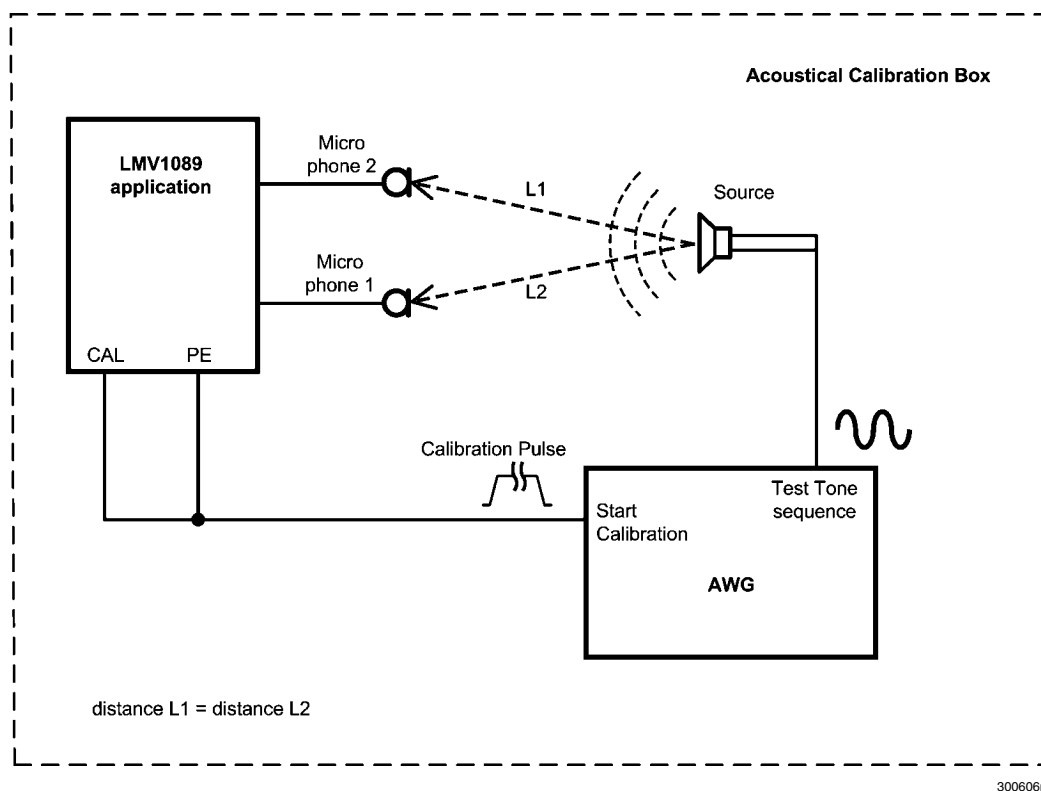 Acoustical Calibration Box
LMV1089
application
Micro
phone 2
L1
Source
Micro
phone 1
L2
CAL
PE
Calibration Pulse
Start
Calibration
Test Tone
sequence
AWG
distance L1 = distance L2